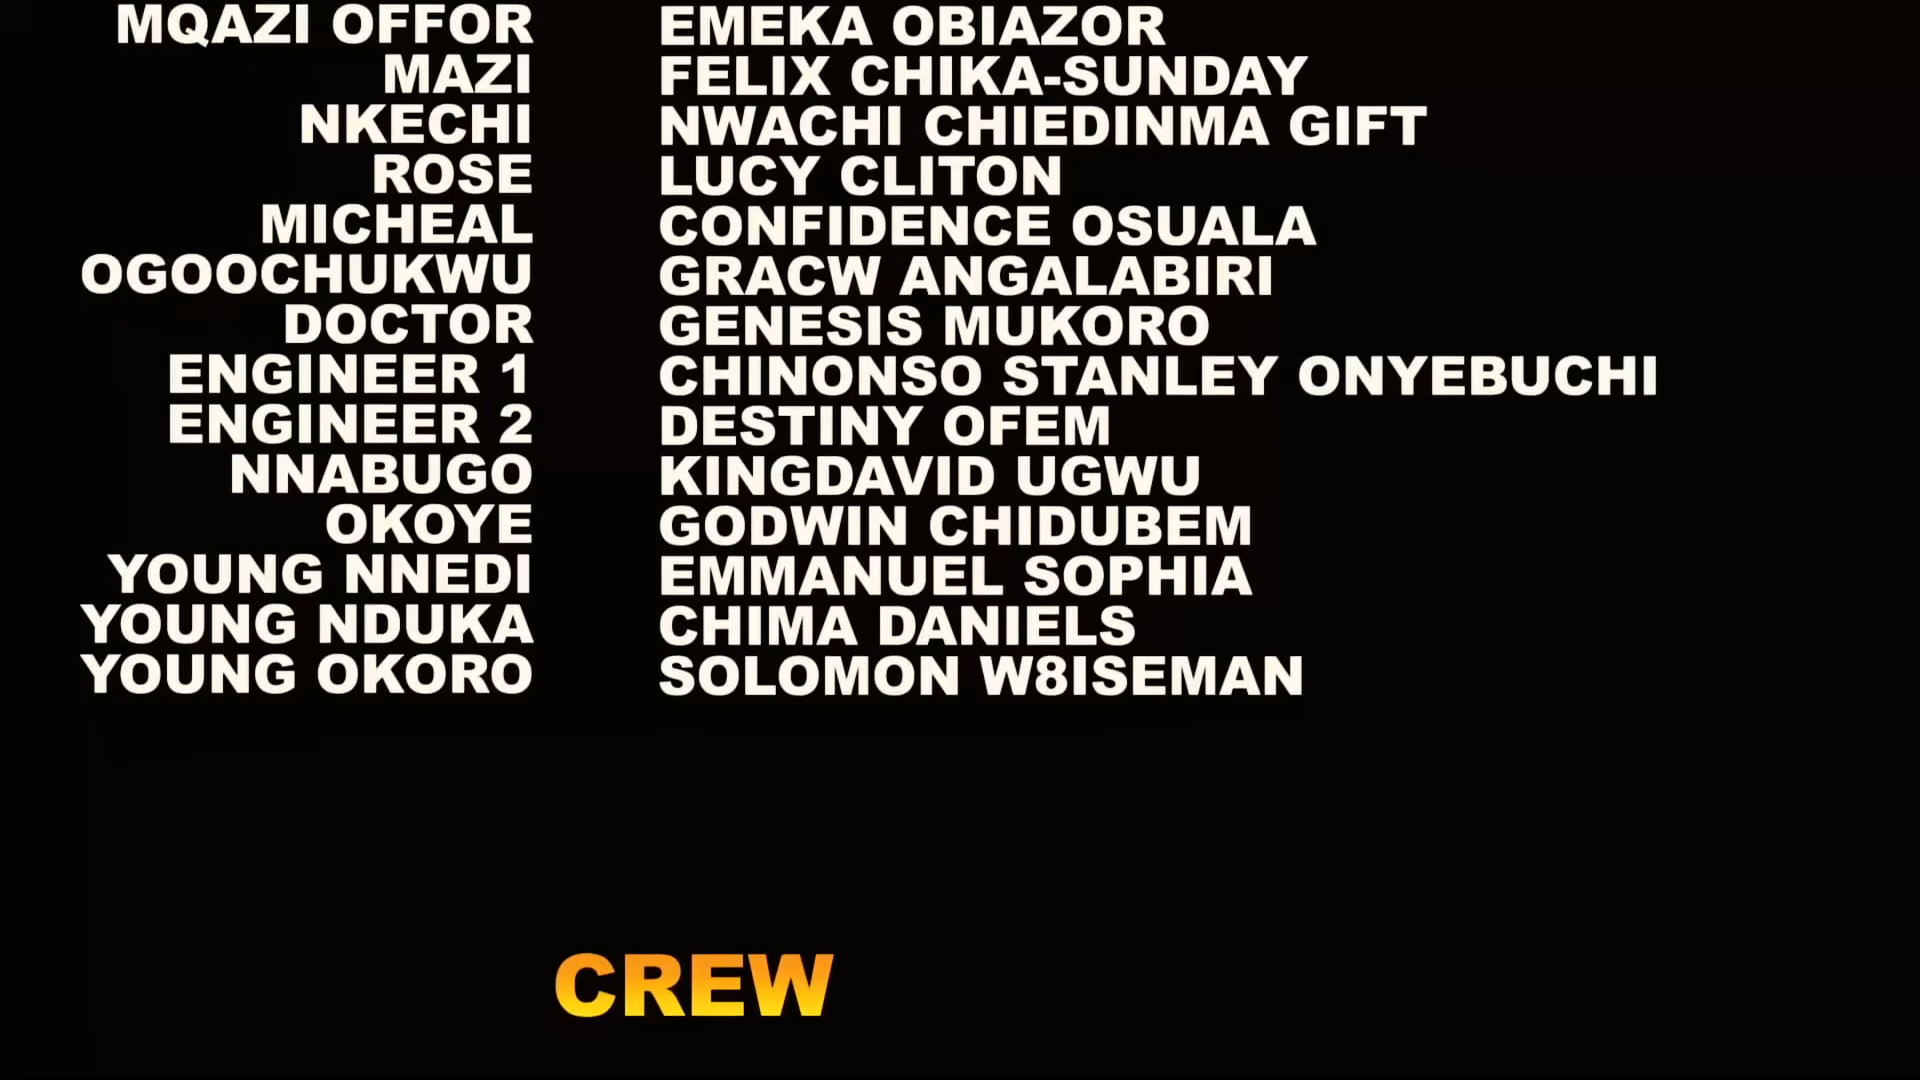 MQAZI OFFOR EMEKA OBIAZOR
MAZI FELIX CHIKA-SUNDAY
NKECHI NWACHI CHIEDINMA GIFT
ROSE LUCY CLITON
MICHEAL CONFIDENCE OSUALA
OGOOCHUKWU GRACW ANGALABIRI
DOCTOR GENESIS MUKORO
ENGINEER 1 CHINONSO STANLEY ONYEBUCHI
ENGINEER 2 DESTINY OFEM
NNABUGO KINGDAVID UGWU
OKOYE GODWIN CHIDUBEM
YOUNG NNEDI EMMANUEL SOPHIA
YOUNG NDUKA CHIMA DANIELS
YOUNG OKORO SOLOMON W8ISEMAN
CREW